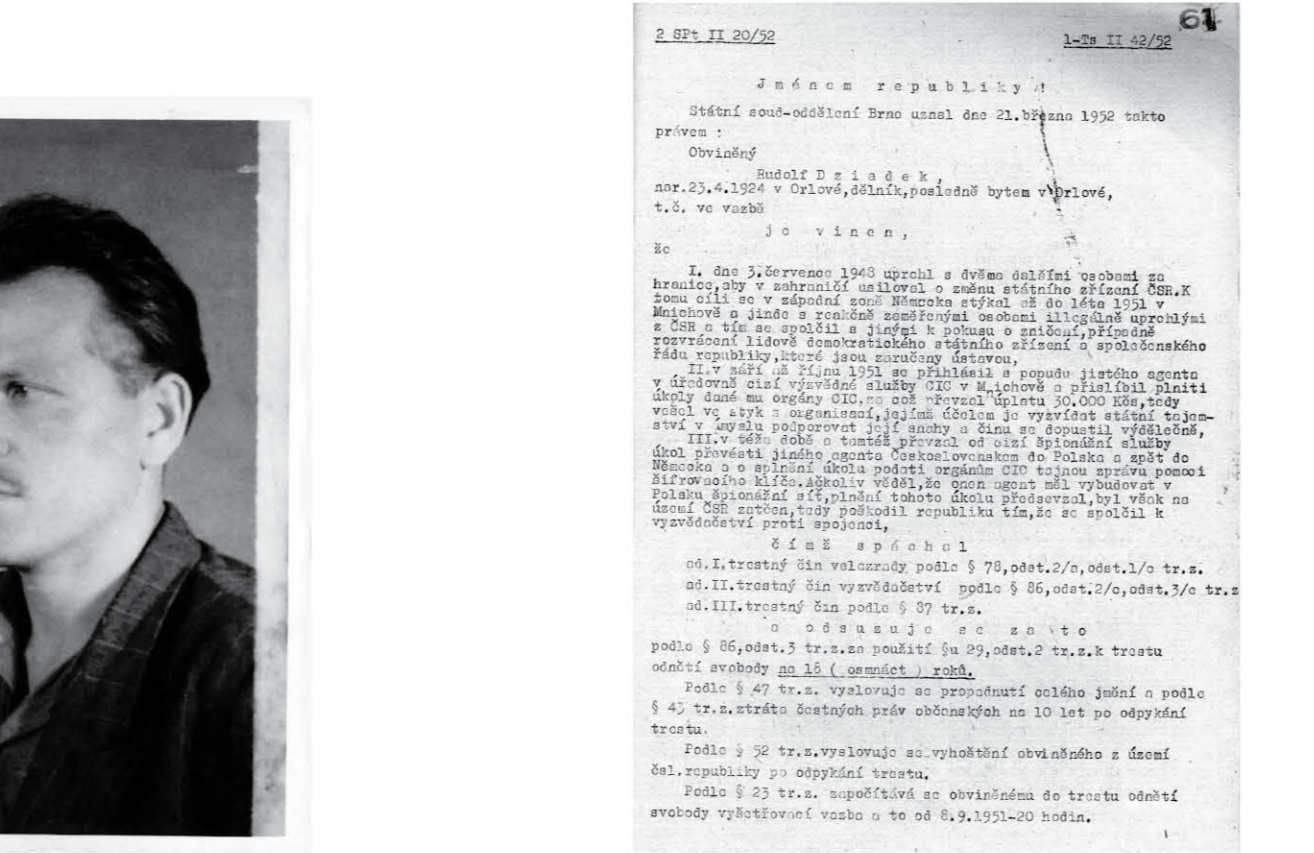 61
2 SPt II 20/52
1-Ts II 42/52
Jménem republiky!
Státní soud-oddělení Brno uznal dne 21.března 1952 takto
právem :
Obviněný
Rudolf Dziadek,
nar.23.4.1924 v Orlové,dělník,posledně bytem v Orlové,
t.č. ve vazbě
je vinen,
že
I. dne 3.července 1948 uprchl s dvěma dalšími osobami za
hranice,aby v zahraničí usiloval o změnu státního zřízení ČSR.K
tomu cíli se v západní zoně Německa stýkal až do léta 1951 v
Mnichově a jinde s reakčně zaměřenými osobami illegálně uprchlými
z ČSR a tím se spolčil s jinými k pokusu o zničení,případně
rozvrácení lidově demokratického státního zřízení a společenského
řádu republiky,které jsou zaručeny ústavou,
II.v září až říjnu 1951 se přihlásil s popudu jistého agenta
v úřadovně cizí výzvědné služby CIC v Mnichově a přislíbil plniti
úkoly dané mu orgány CIC.za což převzal úplatu 30.000 Kčs,tedy
vešel ve styk s organisací,jejímž účelem je vyzvídat státní tajem-
ství v úmyslu podporovat její snahy a činu se dopustil výdělečně,
III.v téže době a tamtéž převzal od cizí špionážní služby
úkol převésti jiného agenta Československem do Polska a zpět do
Německa a o splnění úkolu podati orgánům CIC tajnou zprávu pomocí
šifrovacího klíče.Ačkoliv věděl,že onen agent měl vybudovat v
Polsku špionážní síť,plnění tohoto úkolu předsevzal,byl však na
území ČSR zatčen,tedy poškodil republiku tím,že se spolčil k
vyzvědačství proti spojenci,
čímž spáchal
ad.I.trestný čin velezrady podle § 78,odst.2/a,odst.1/c tr.z.
ad.II.trestný čin vyzvědačství podle § 86,odst.2/c,odst.3/c tr.z
ad.III.trestný čin podle § 87 tr.z.
a odsuzuje se za to
podle § 86,odst.3 tr.z.za použití §u 29,odst.2 tr.z.k trestu
odnětí svobody na 18 ( osmnáct ) roků.
Podle § 47 tr.z. vyslovuje se propadnutí celého jmění a podle
§ 43 tr.z.ztráta čestných práv občanských na 10 let po odpykání
trestu.
Podle § 52 tr.z.vyslovuje se vyhoštění obviněného z území
čsl.republiky po odpykání trestu.
Podle § 23 tr.z. započítává se obviněnému do trestu odnětí
svobody vyšetřovací vazba a to od 8.9.1951-20 hodin.